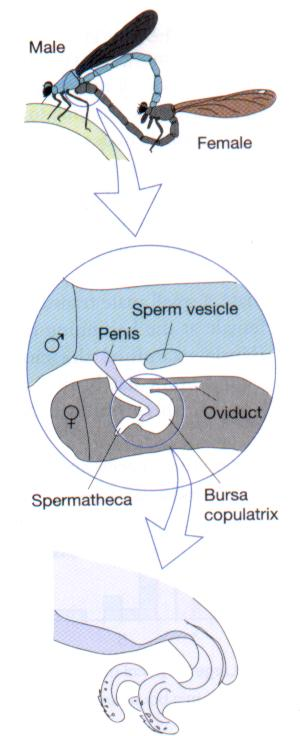 Male
Female
Sperm vesicle
Penis
♂
♀
Oviduct
Spermatheca
Bursa
copulatrix